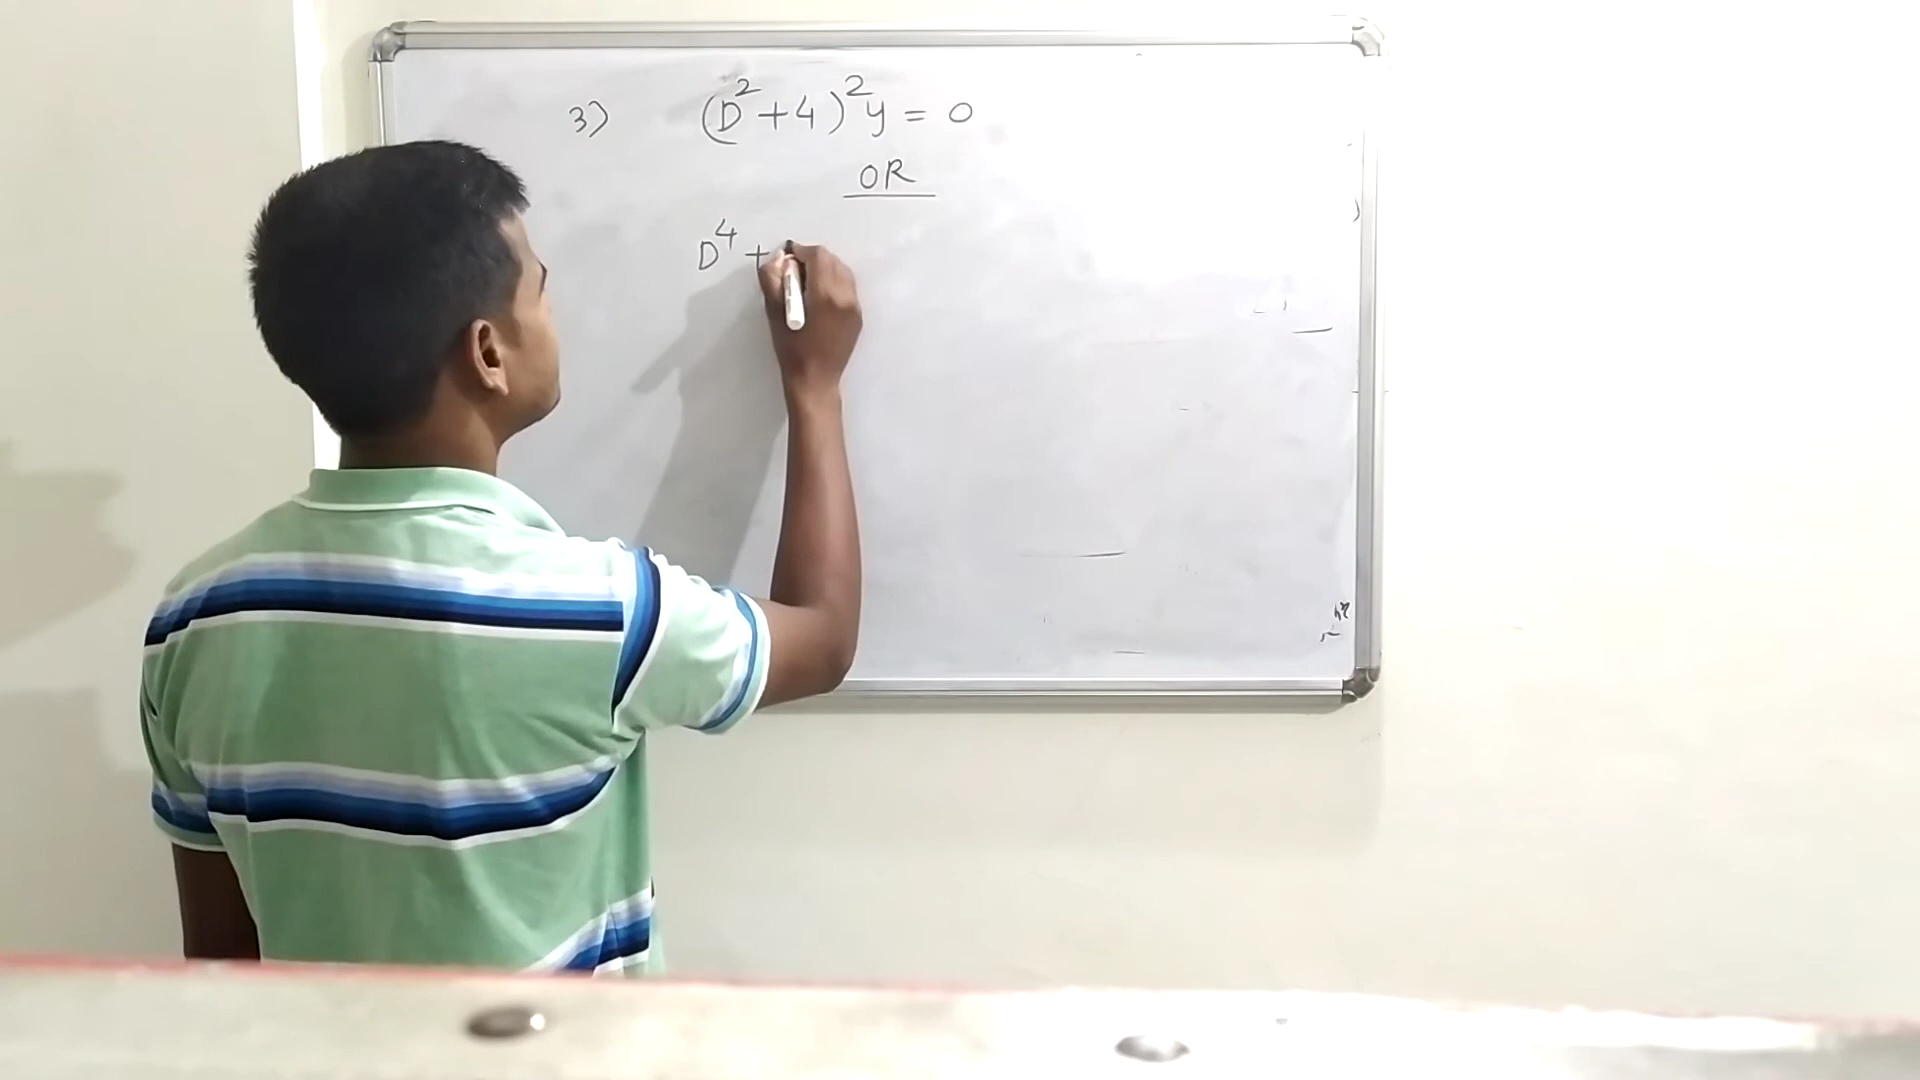 3) (D²+4)²y = 0
OR
D⁴ +